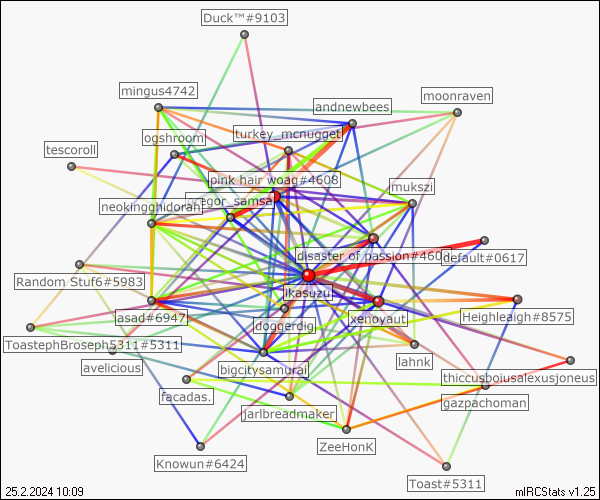 Duck™#9103
mingus4742
moonraven
andnewbees
ogshroom
turkey_mcnugget
tescoroll
pink hair woag#4608
mukszi
neokingghidorah
gregor_samsa
disaster of passion#460
default#0617
Random Stuf6#5983
ikasuzu
asad#6947
doggerdig
xenoyaut
Heighleaigh#8575
ToastephBroseph5311#5311
avelicious
bigcitysamurai
lahnk
thiccusboiusalexusjoneus
facadas.
jarlbreadmaker
gazpachoman
ZeeHonK
Knowun#6424
Toast#5311
25.2.2024 10:09
mIRCStats v1.25